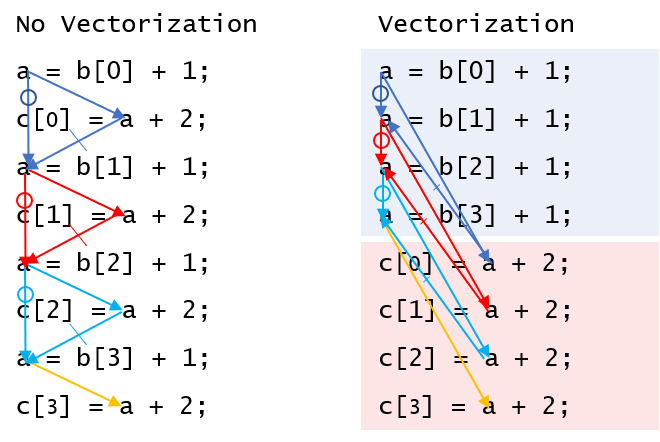 No Vectorization
a = b[0] + 1;
c[0] = a + 2;
a = b[1] + 1;
c[1] = a + 2;
a = b[2] + 1;
c[2] = a + 2;
a = b[3] + 1;
c[3] = a + 2;
Vectorization
a = b[0] + 1;
a = b[1] + 1;
a = b[2] + 1;
a = b[3] + 1;
c[0] = a + 2;
c[1] = a + 2;
c[2] = a + 2;
c[3] = a + 2;